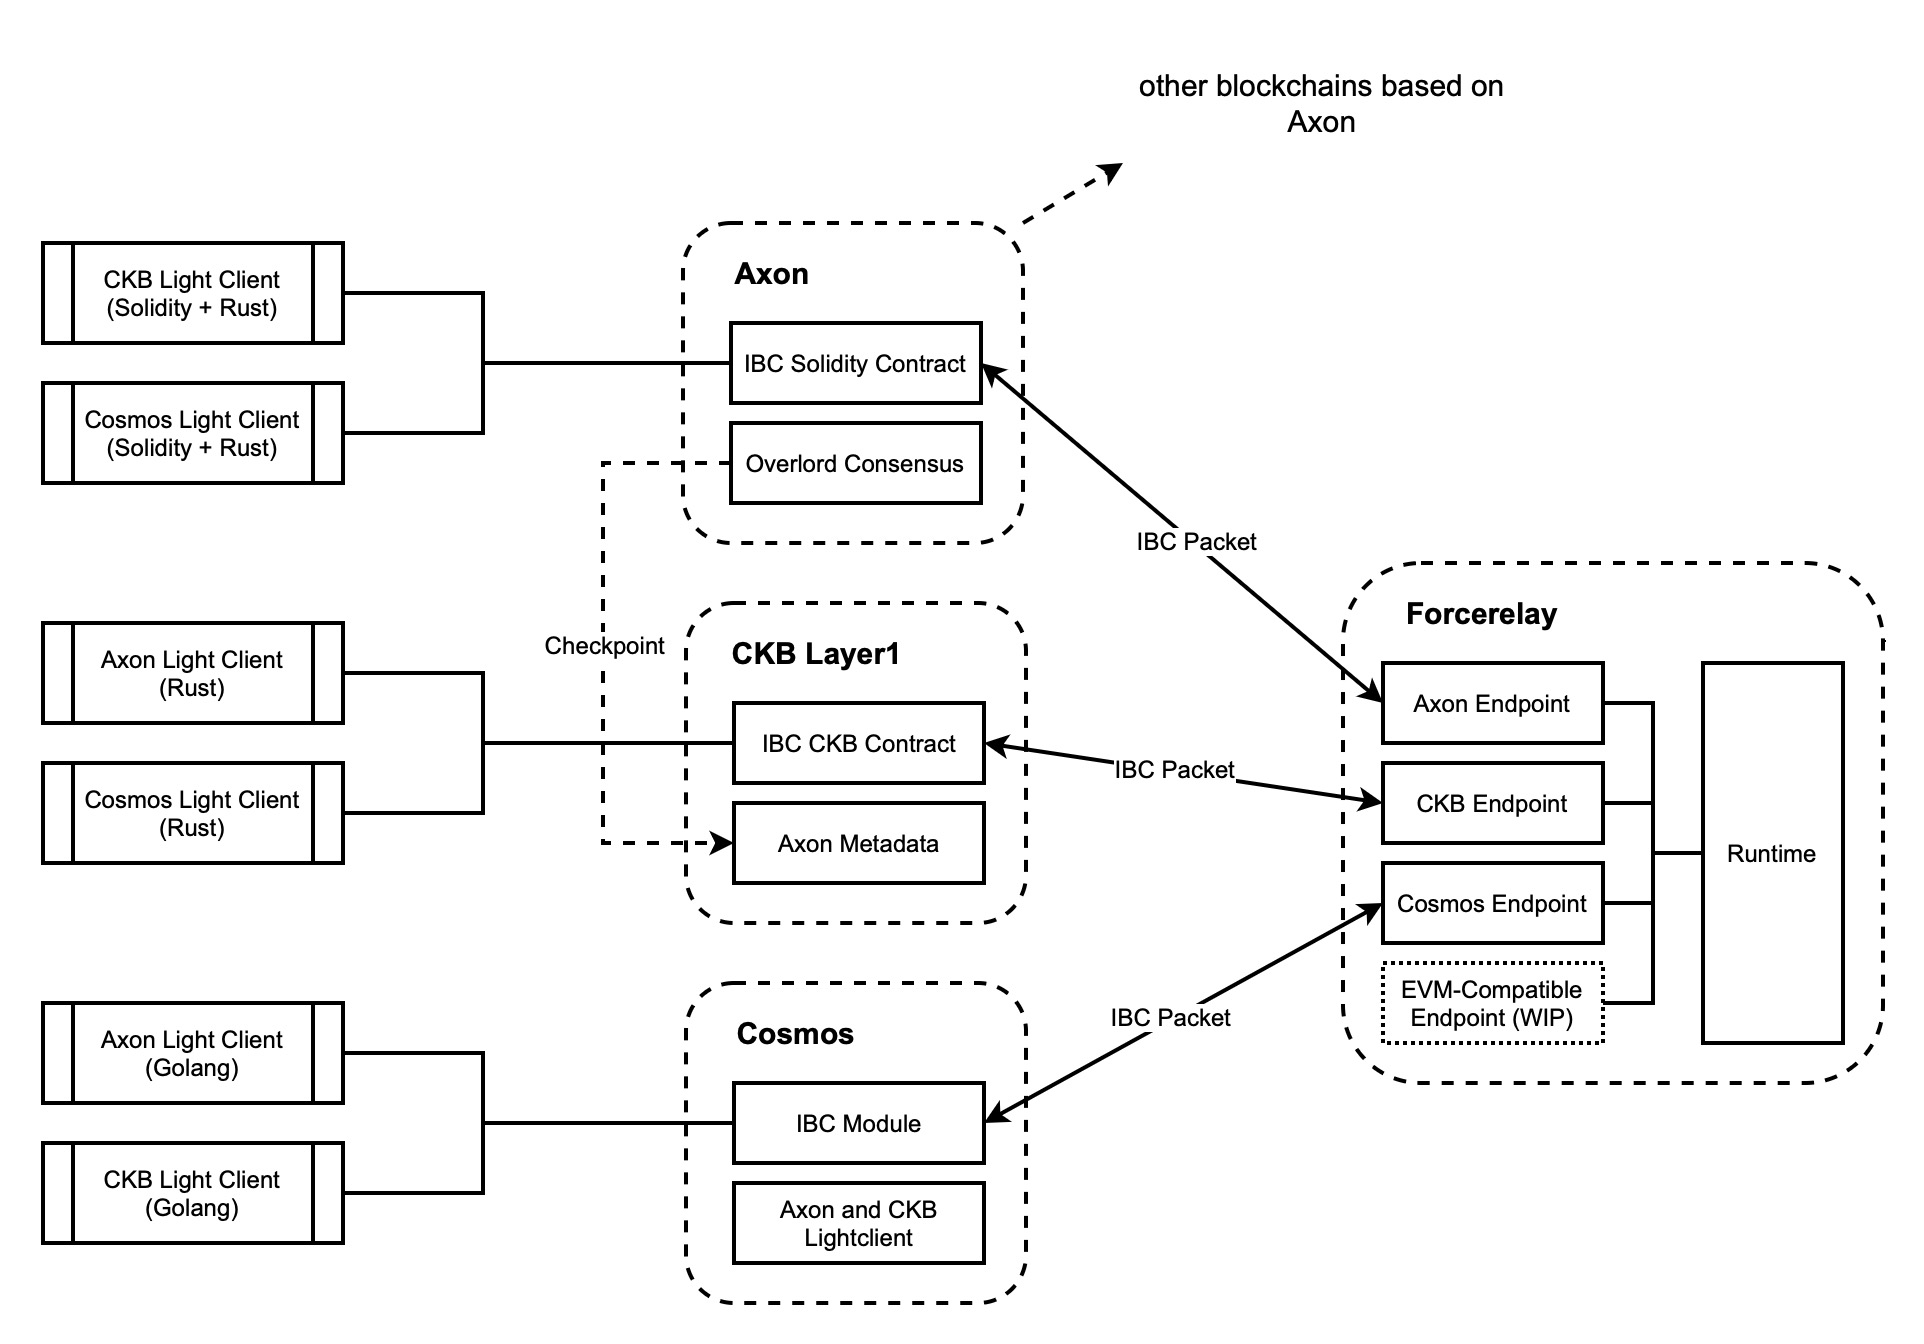 other blockchains based on
Axon
CKB Light Client
(Solidity + Rust)
Cosmos Light Client
(Solidity + Rust)
Axon
IBC Solidity Contract
Overlord Consensus
IBC Packet
Checkpoint
Axon Light Client
(Rust)
Cosmos Light Client
(Rust)
CKB Layer1
IBC CKB Contract
Axon Metadata
IBC Packet
Axon Light Client
(Golang)
CKB Light Client
(Golang)
Cosmos
IBC Module
Axon and CKB
Lightclient
IBC Packet
Forcerelay
Axon Endpoint
CKB Endpoint
Cosmos Endpoint
EVM-Compatible
Endpoint (WIP)
Runtime